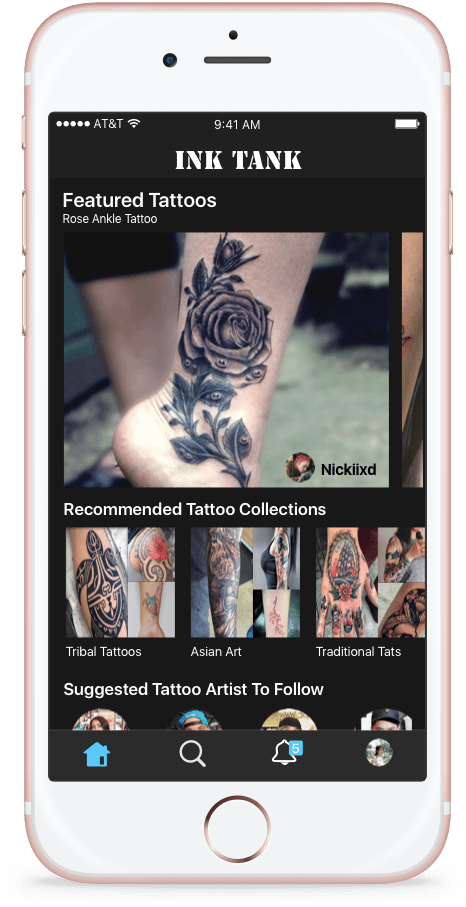 AT&T 9:41 AM
INK TANK
Featured Tattoos
Rose Ankle Tattoo
Nickiixd
Recommended Tattoo Collections
Tribal Tattoos Asian Art Traditional Tats
Suggested Tattoo Artist To Follow
5